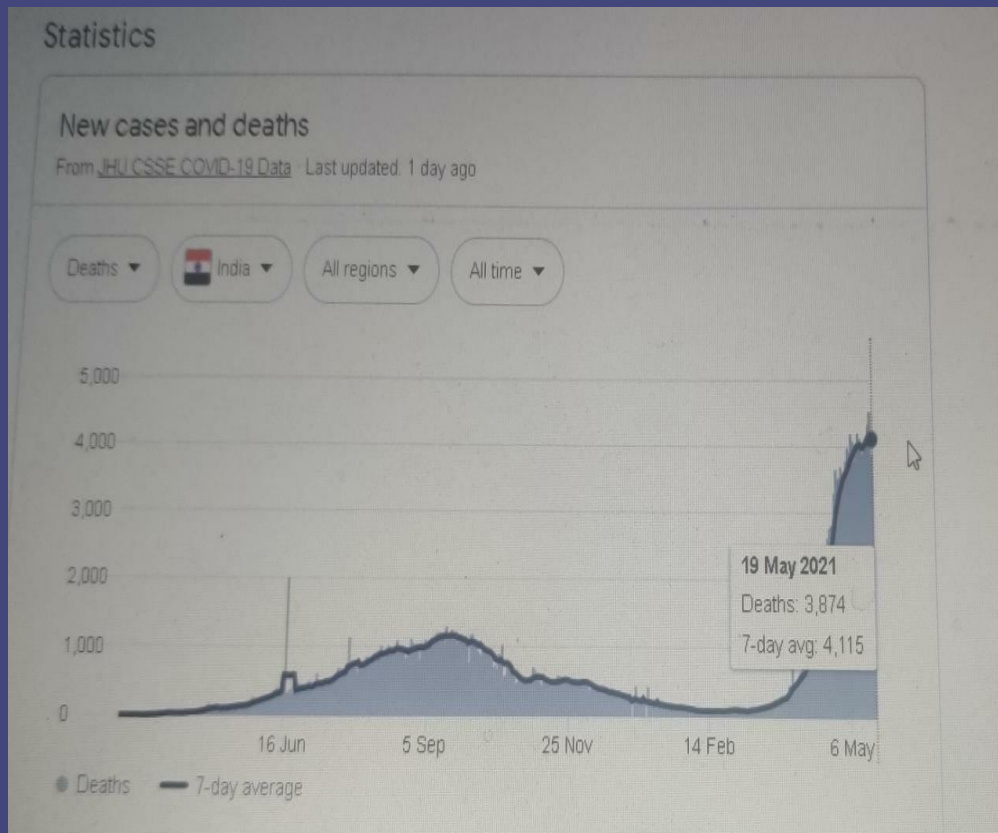 Statistics
New cases and deaths
From JHU CSSE COVID-19 Data · Last updated: 1 day ago
Deaths India All regions All time
5,000
4,000
3,000
2,000
1,000
0
19 May 2021
Deaths: 3,874
7-day avg: 4,115
16 Jun 5 Sep 25 Nov 14 Feb 6 May
Deaths 7-day average